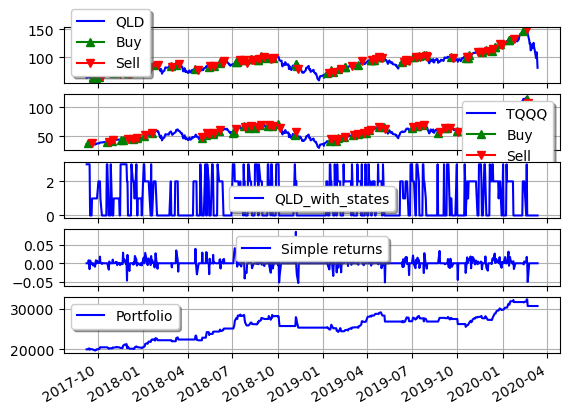 150
100
QLD
Buy
Sell
100
50
TQQQ
Buy
Sell
2
0
QLD_with_states
0.05
0.00
−0.05
Simple returns
30000
20000
Portfolio
2017-10
2018-01
2018-04
2018-07
2018-10
2019-01
2019-04
2019-07
2019-10
2020-01
2020-04